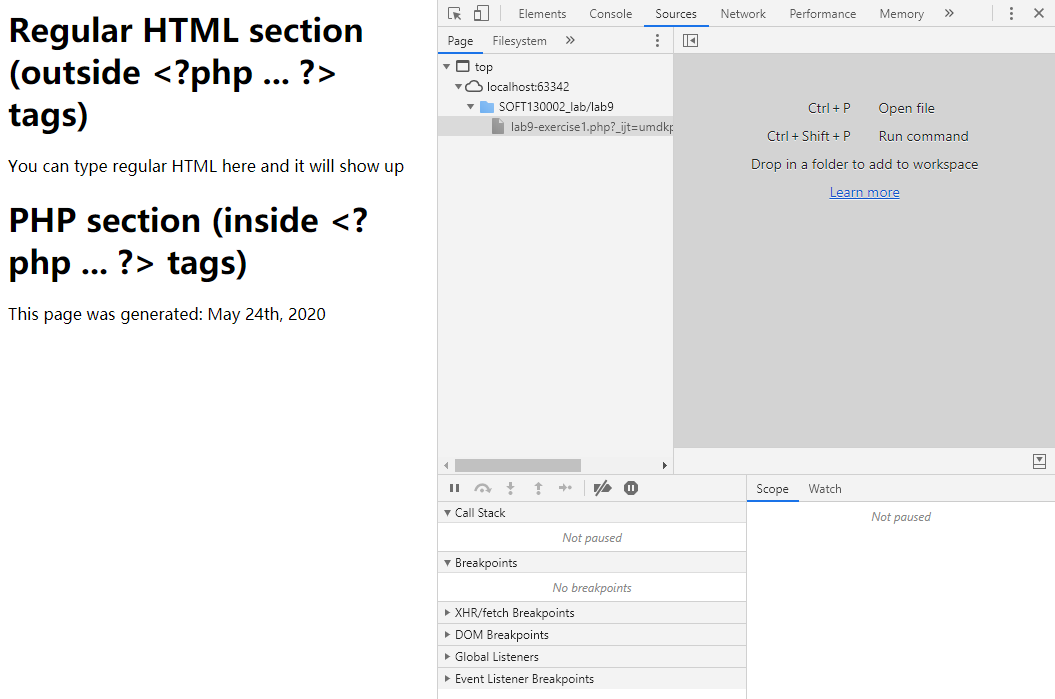 Regular HTML section
(outside <?php ... ?>
tags)
You can type regular HTML here and it will show up
PHP section (inside <?
php ... ?> tags)
This page was generated: May 24th, 2020
Elements Console Sources Network Performance Memory »
Page Filesystem »
top
localhost:63342
SOFT130002_lab/lab9
lab9-exercise1.php?_ijt=umdkp
Ctrl + P Open file
Ctrl + Shift + P Run command
Drop in a folder to add to workspace
Learn more
Call Stack
Not paused
Breakpoints
No breakpoints
XHR/fetch Breakpoints
DOM Breakpoints
Global Listeners
Event Listener Breakpoints
Scope Watch
Not paused